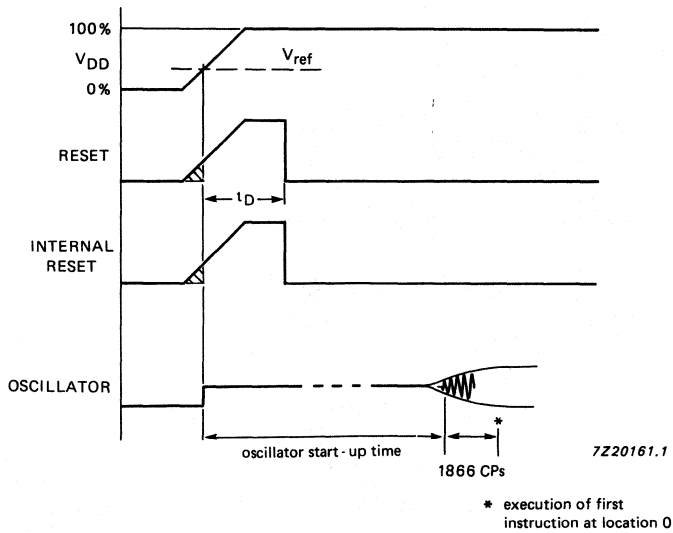 100%
VDD
Vref
0%
RESET
tD
INTERNAL
RESET
OSCILLATOR
*
oscillator start-up time
1866 CPs
7Z20161.1
* execution of first
instruction at location 0